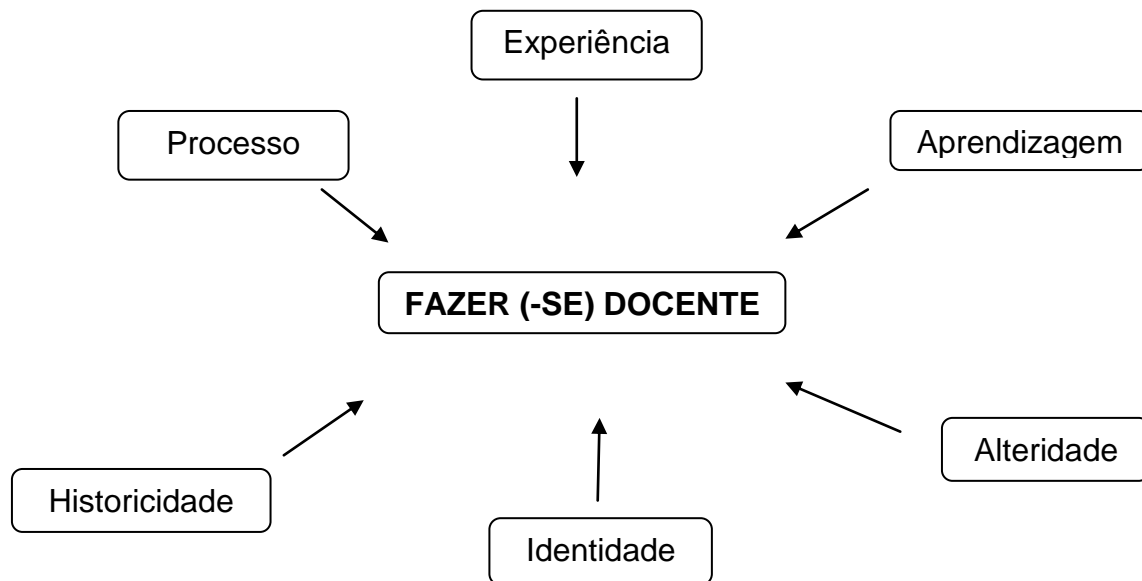 Experiência
Processo
Aprendizagem
FAZER (-SE) DOCENTE
Alteridade
Historicidade
Identidade